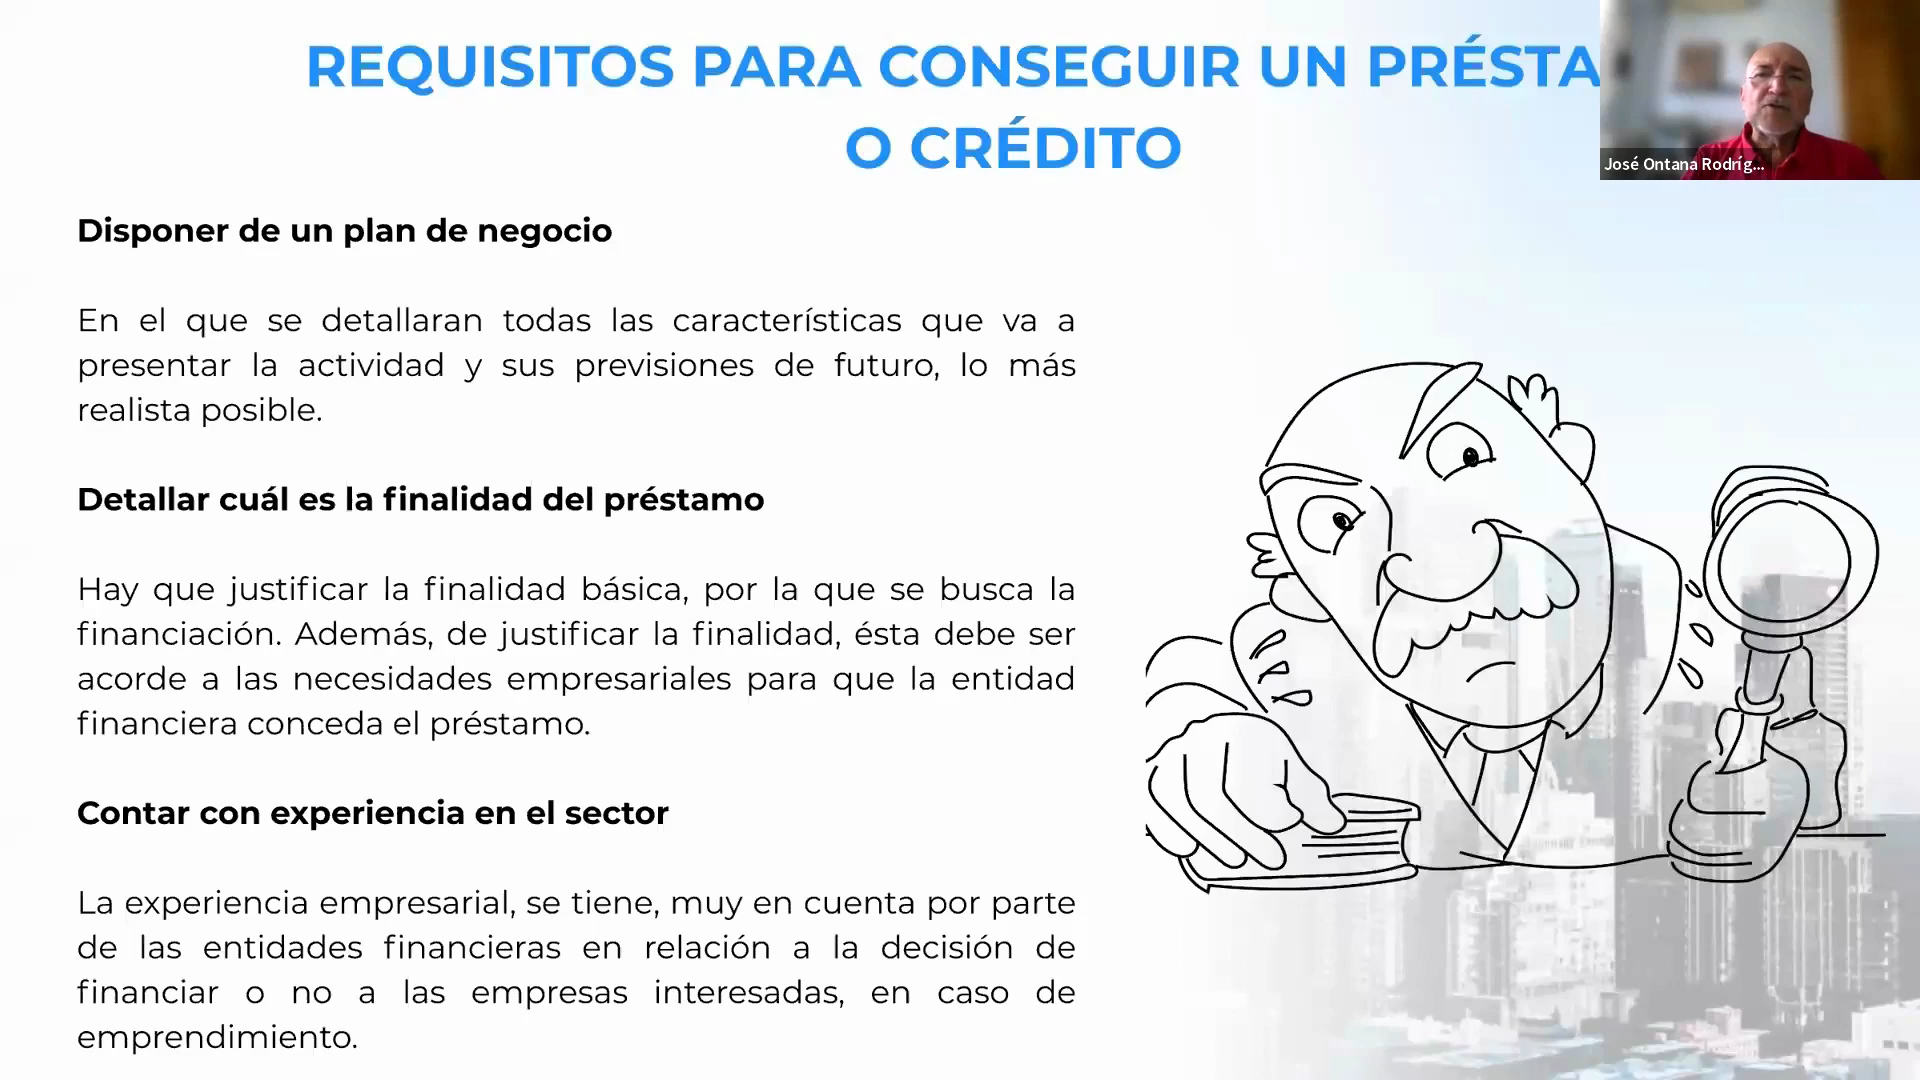 REQUISITOS PARA CONSEGUIR UN PRÉSTA
O CRÉDITO
José Ontana Rodríg...
Disponer de un plan de negocio
En el que se detallaran todas las características que va a
presentar la actividad y sus previsiones de futuro, lo más
realista posible.
Detallar cuál es la finalidad del préstamo
Hay que justificar la finalidad básica, por la que se busca la
financiación. Además, de justificar la finalidad, ésta debe ser
acorde a las necesidades empresariales para que la entidad
financiera conceda el préstamo.
Contar con experiencia en el sector
La experiencia empresarial, se tiene, muy en cuenta por parte
de las entidades financieras en relación a la decisión de
financiar o no a las empresas interesadas, en caso de
emprendimiento.